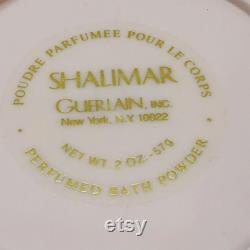 POUDRE PARFUMEE POUR LE CORPS
SHALIMAR
GUERLAIN, INC.
New York, N.Y. 10022
NET WT 2 OZ. - 57G
• PERFUMED BATH POWDER •
etsy.com